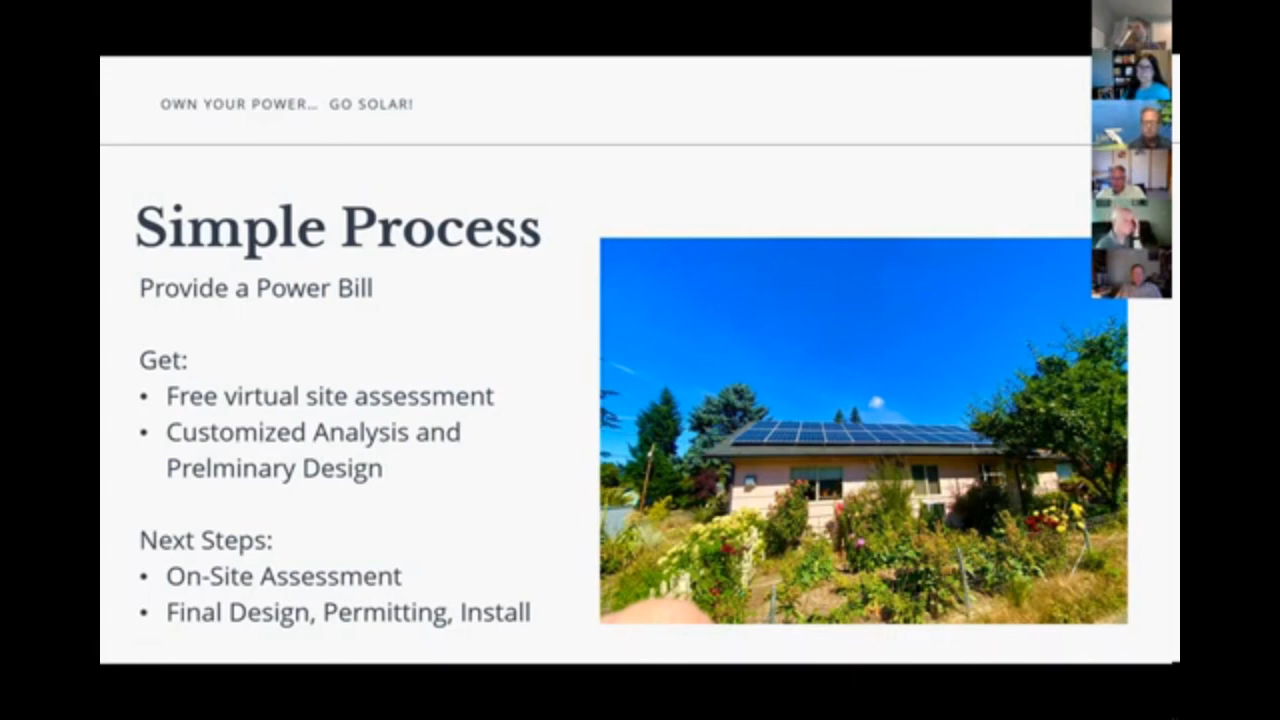 OWN YOUR POWER… GO SOLAR!
Simple Process
Provide a Power Bill
Get:
• Free virtual site assessment
• Customized Analysis and
Prelminary Design
Next Steps:
• On-Site Assessment
• Final Design, Permitting, Install